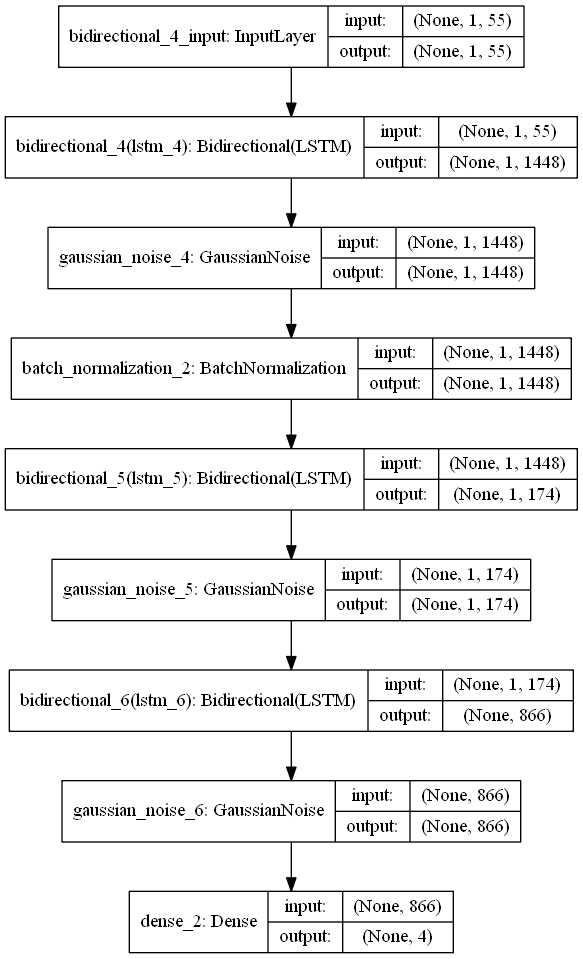 bidirectional_4_input: InputLayer
input: (None, 1, 55)
output: (None, 1, 55)
bidirectional_4(lstm_4): Bidirectional(LSTM)
input: (None, 1, 55)
output: (None, 1, 1448)
gaussian_noise_4: GaussianNoise
input: (None, 1, 1448)
output: (None, 1, 1448)
batch_normalization_2: BatchNormalization
input: (None, 1, 1448)
output: (None, 1, 1448)
bidirectional_5(lstm_5): Bidirectional(LSTM)
input: (None, 1, 1448)
output: (None, 1, 174)
gaussian_noise_5: GaussianNoise
input: (None, 1, 174)
output: (None, 1, 174)
bidirectional_6(lstm_6): Bidirectional(LSTM)
input: (None, 1, 174)
output: (None, 866)
gaussian_noise_6: GaussianNoise
input: (None, 866)
output: (None, 866)
dense_2: Dense
input: (None, 866)
output: (None, 4)